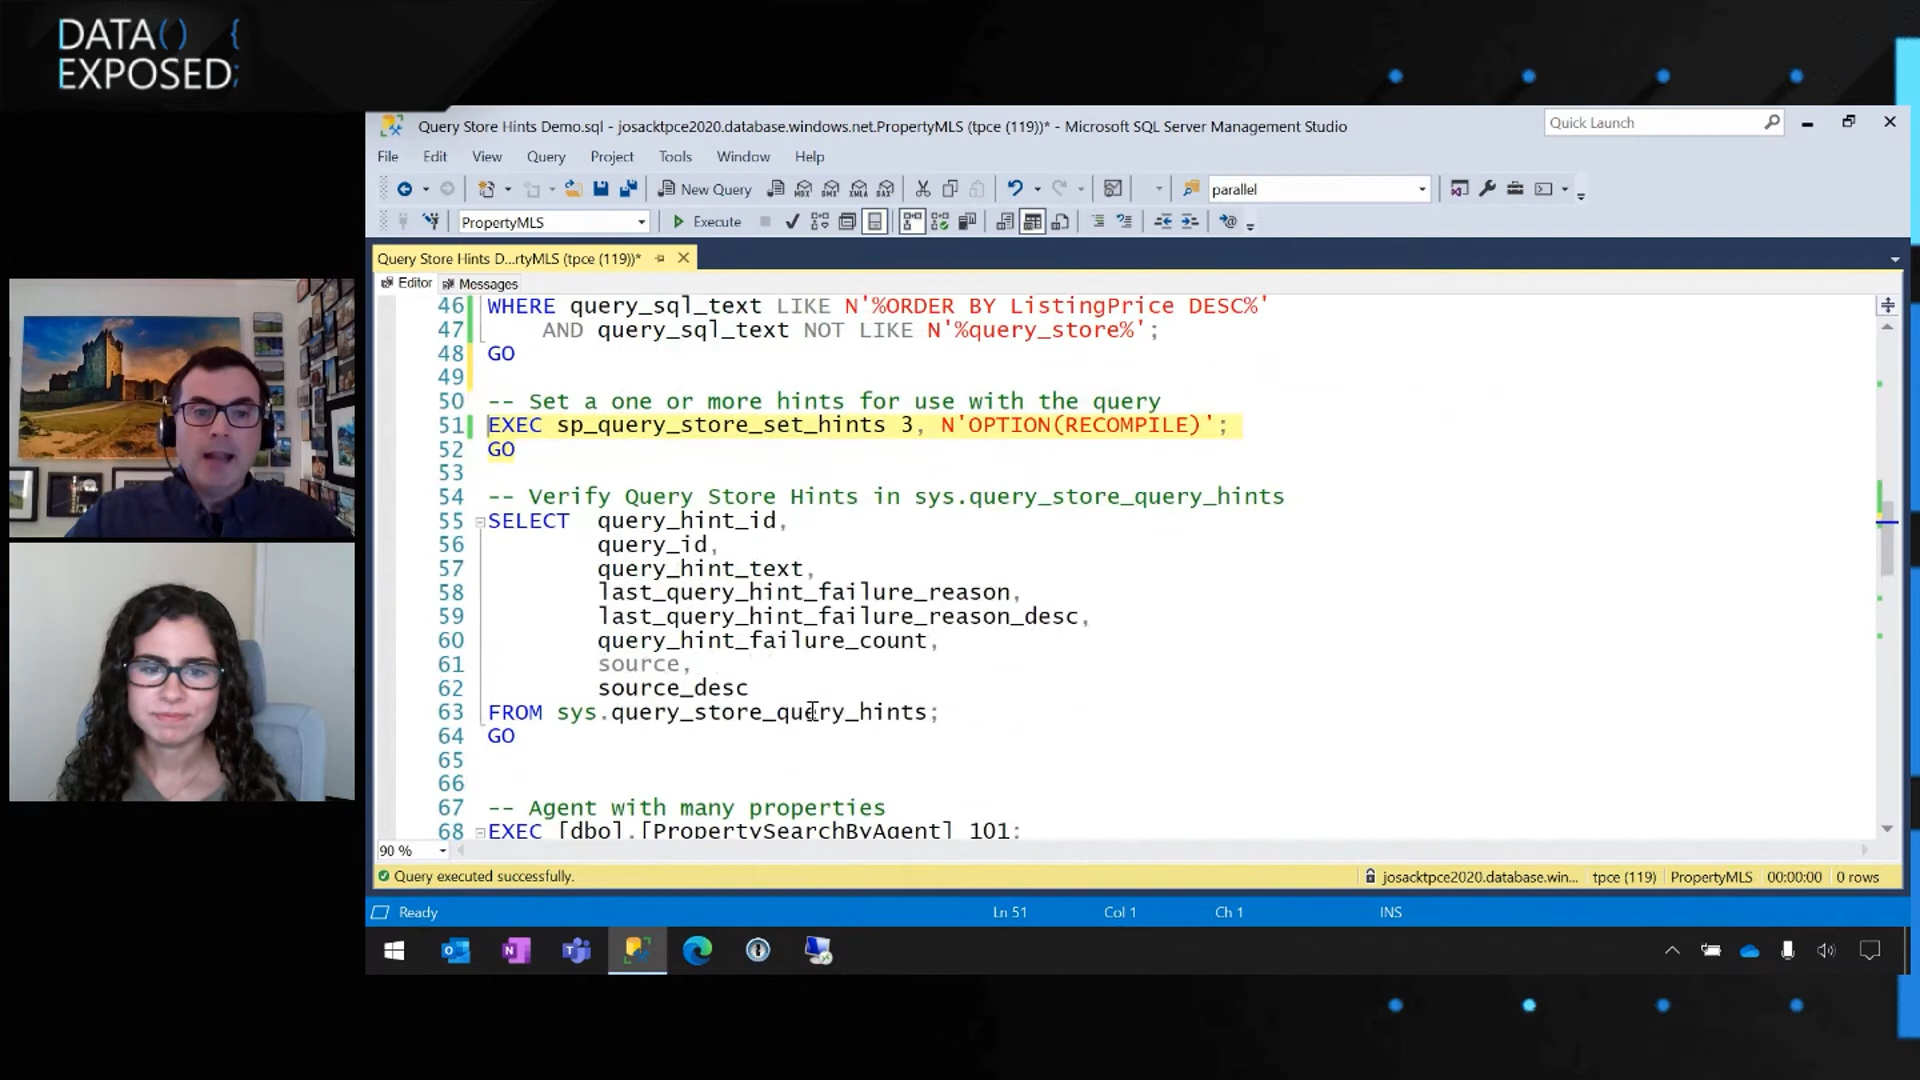 DATA() {
EXPOSED;
Query Store Hints Demo.sql - josacktpce2020.database.windows.net.PropertyMLS (tpce (119))* - Microsoft SQL Server Management Studio
Quick Launch
File Edit View Query Project Tools Window Help
New Query
parallel
PropertyMLS
Execute
Query Store Hints D...rtyMLS (tpce (119))*
Editor Messages
46 WHERE query_sql_text LIKE N'%ORDER BY ListingPrice DESC%'
47 AND query_sql_text NOT LIKE N'%query_store%';
48 GO
49
50 -- Set a one or more hints for use with the query
51 EXEC sp_query_store_set_hints 3, N'OPTION(RECOMPILE)';
52 GO
53
54 -- Verify Query Store Hints in sys.query_store_query_hints
55 SELECT query_hint_id,
56 query_id,
57 query_hint_text,
58 last_query_hint_failure_reason,
59 last_query_hint_failure_reason_desc,
60 query_hint_failure_count,
61 source,
62 source_desc
63 FROM sys.query_store_query_hints;
64 GO
65
66
67 -- Agent with many properties
68 EXEC [dbo].[PropertySearchByAgent] 101;
90 %
Query executed successfully.
josacktpce2020.database.win... tpce (119) PropertyMLS 00:00:00 0 rows
Ready
Ln 51 Col 1 Ch 1 INS